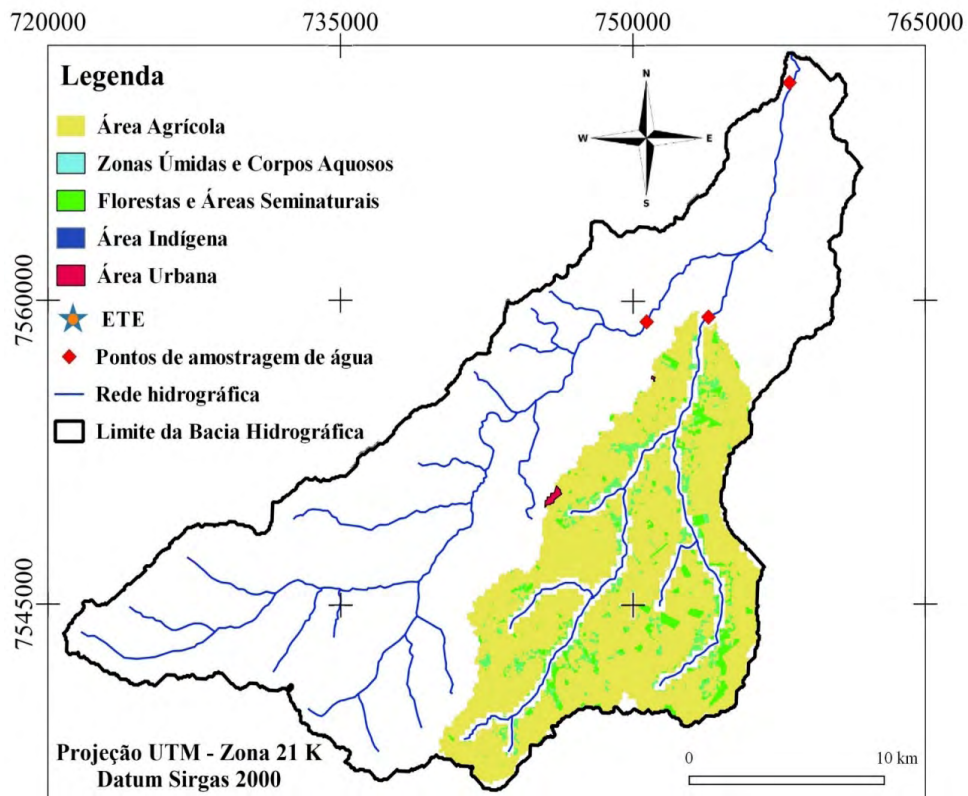 720000 735000 750000 765000
Legenda
Área Agrícola
Zonas Úmidas e Corpos Aquosos
Florestas e Áreas Seminaturais
Área Indígena
Área Urbana
ETE
Pontos de amostragem de água
Rede hidrográfica
Limite da Bacia Hidrográfica
N
W E
S
7560000
7545000
Projeção UTM - Zona 21 K
Datum Sirgas 2000
0 10 km